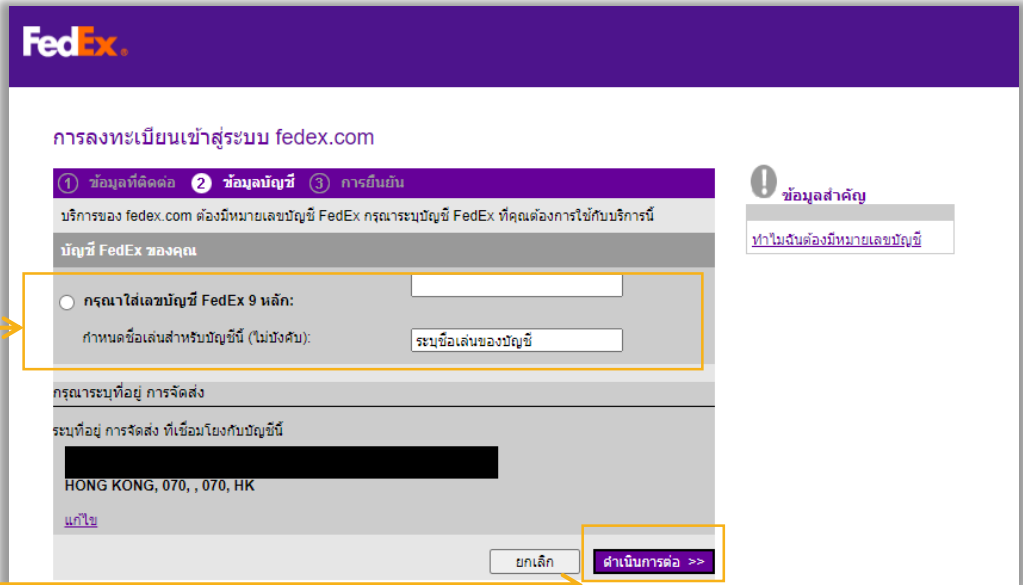 FedEx®
การลงทะเบียนเข้าสู่ระบบ fedex.com
1 ข้อมูลที่ติดต่อ 2 ข้อมูลบัญชี 3 การยืนยัน
บริการของ fedex.com ต้องมีหมายเลขบัญชี FedEx กรุณาระบุบัญชี FedEx ที่คุณต้องการใช้กับบริการนี้
บัญชี FedEx ของคุณ
กรุณาใส่เลขบัญชี FedEx 9 หลัก:
กำหนดชื่อเล่นสำหรับบัญชีนี้ (ไม่บังคับ): ระบุชื่อเล่นของบัญชี
กรุณาระบุที่อยู่ การจัดส่ง
ระบุที่อยู่ การจัดส่ง ที่เชื่อมโยงกับบัญชีนี้
HONG KONG, 070, , 070, HK
แก้ไข
ยกเลิก ดำเนินการต่อ >>
! ข้อมูลสำคัญ
ทำไมฉันต้องมีหมายเลขบัญชี